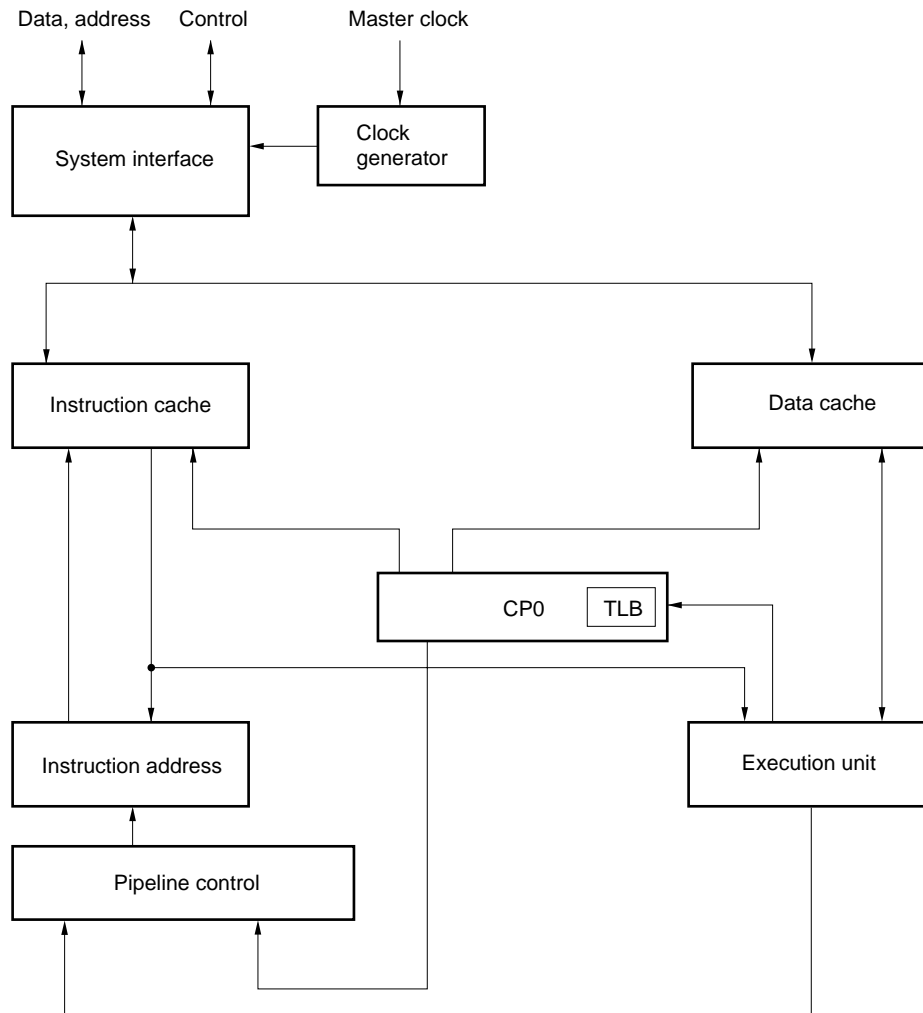 Data, address
Control
Master clock
System interface
Clock
generator
Instruction cache
Data cache
CP0
TLB
Instruction address
Execution unit
Pipeline control